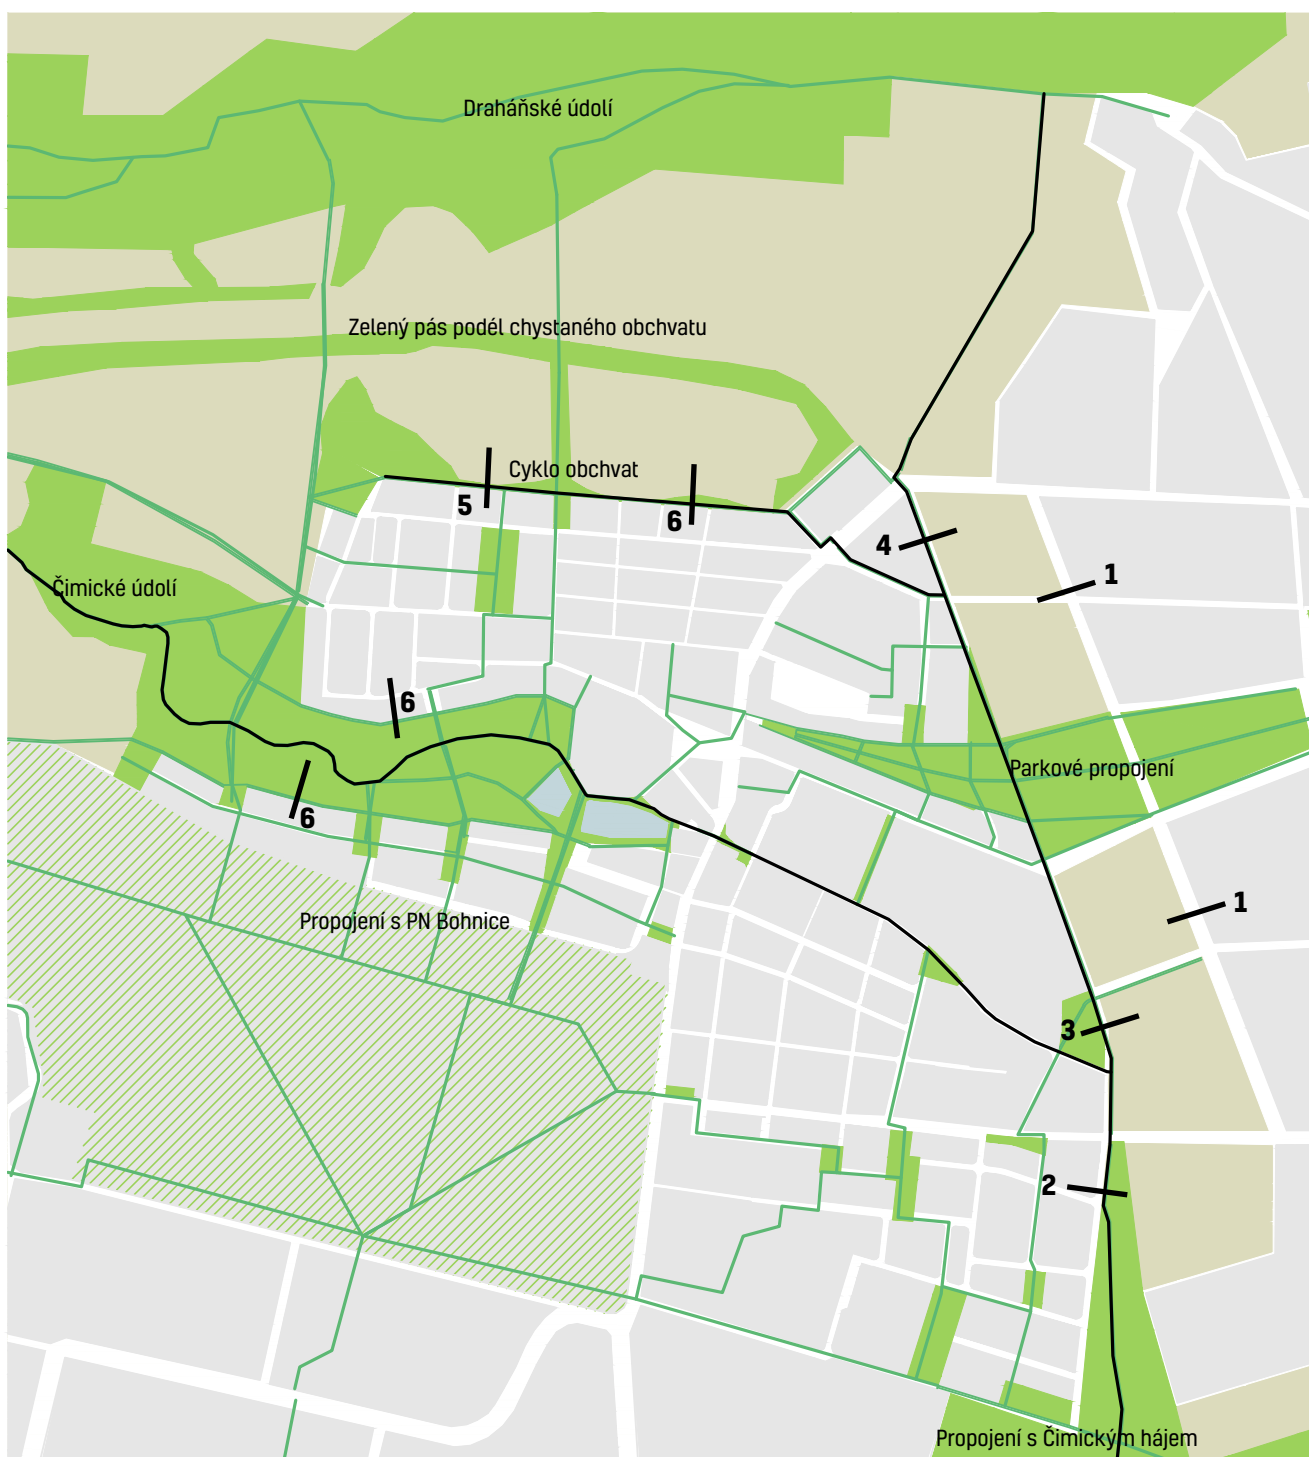 Draháňské údolí
Zelený pás podél chystaného obchvatu
Cyklo obchvat
5
6
4
1
Čimické údolí
6
Parkové propojení
6
1
Propojení s PN Bohnice
3
2
Propojení s Čimickým hájem